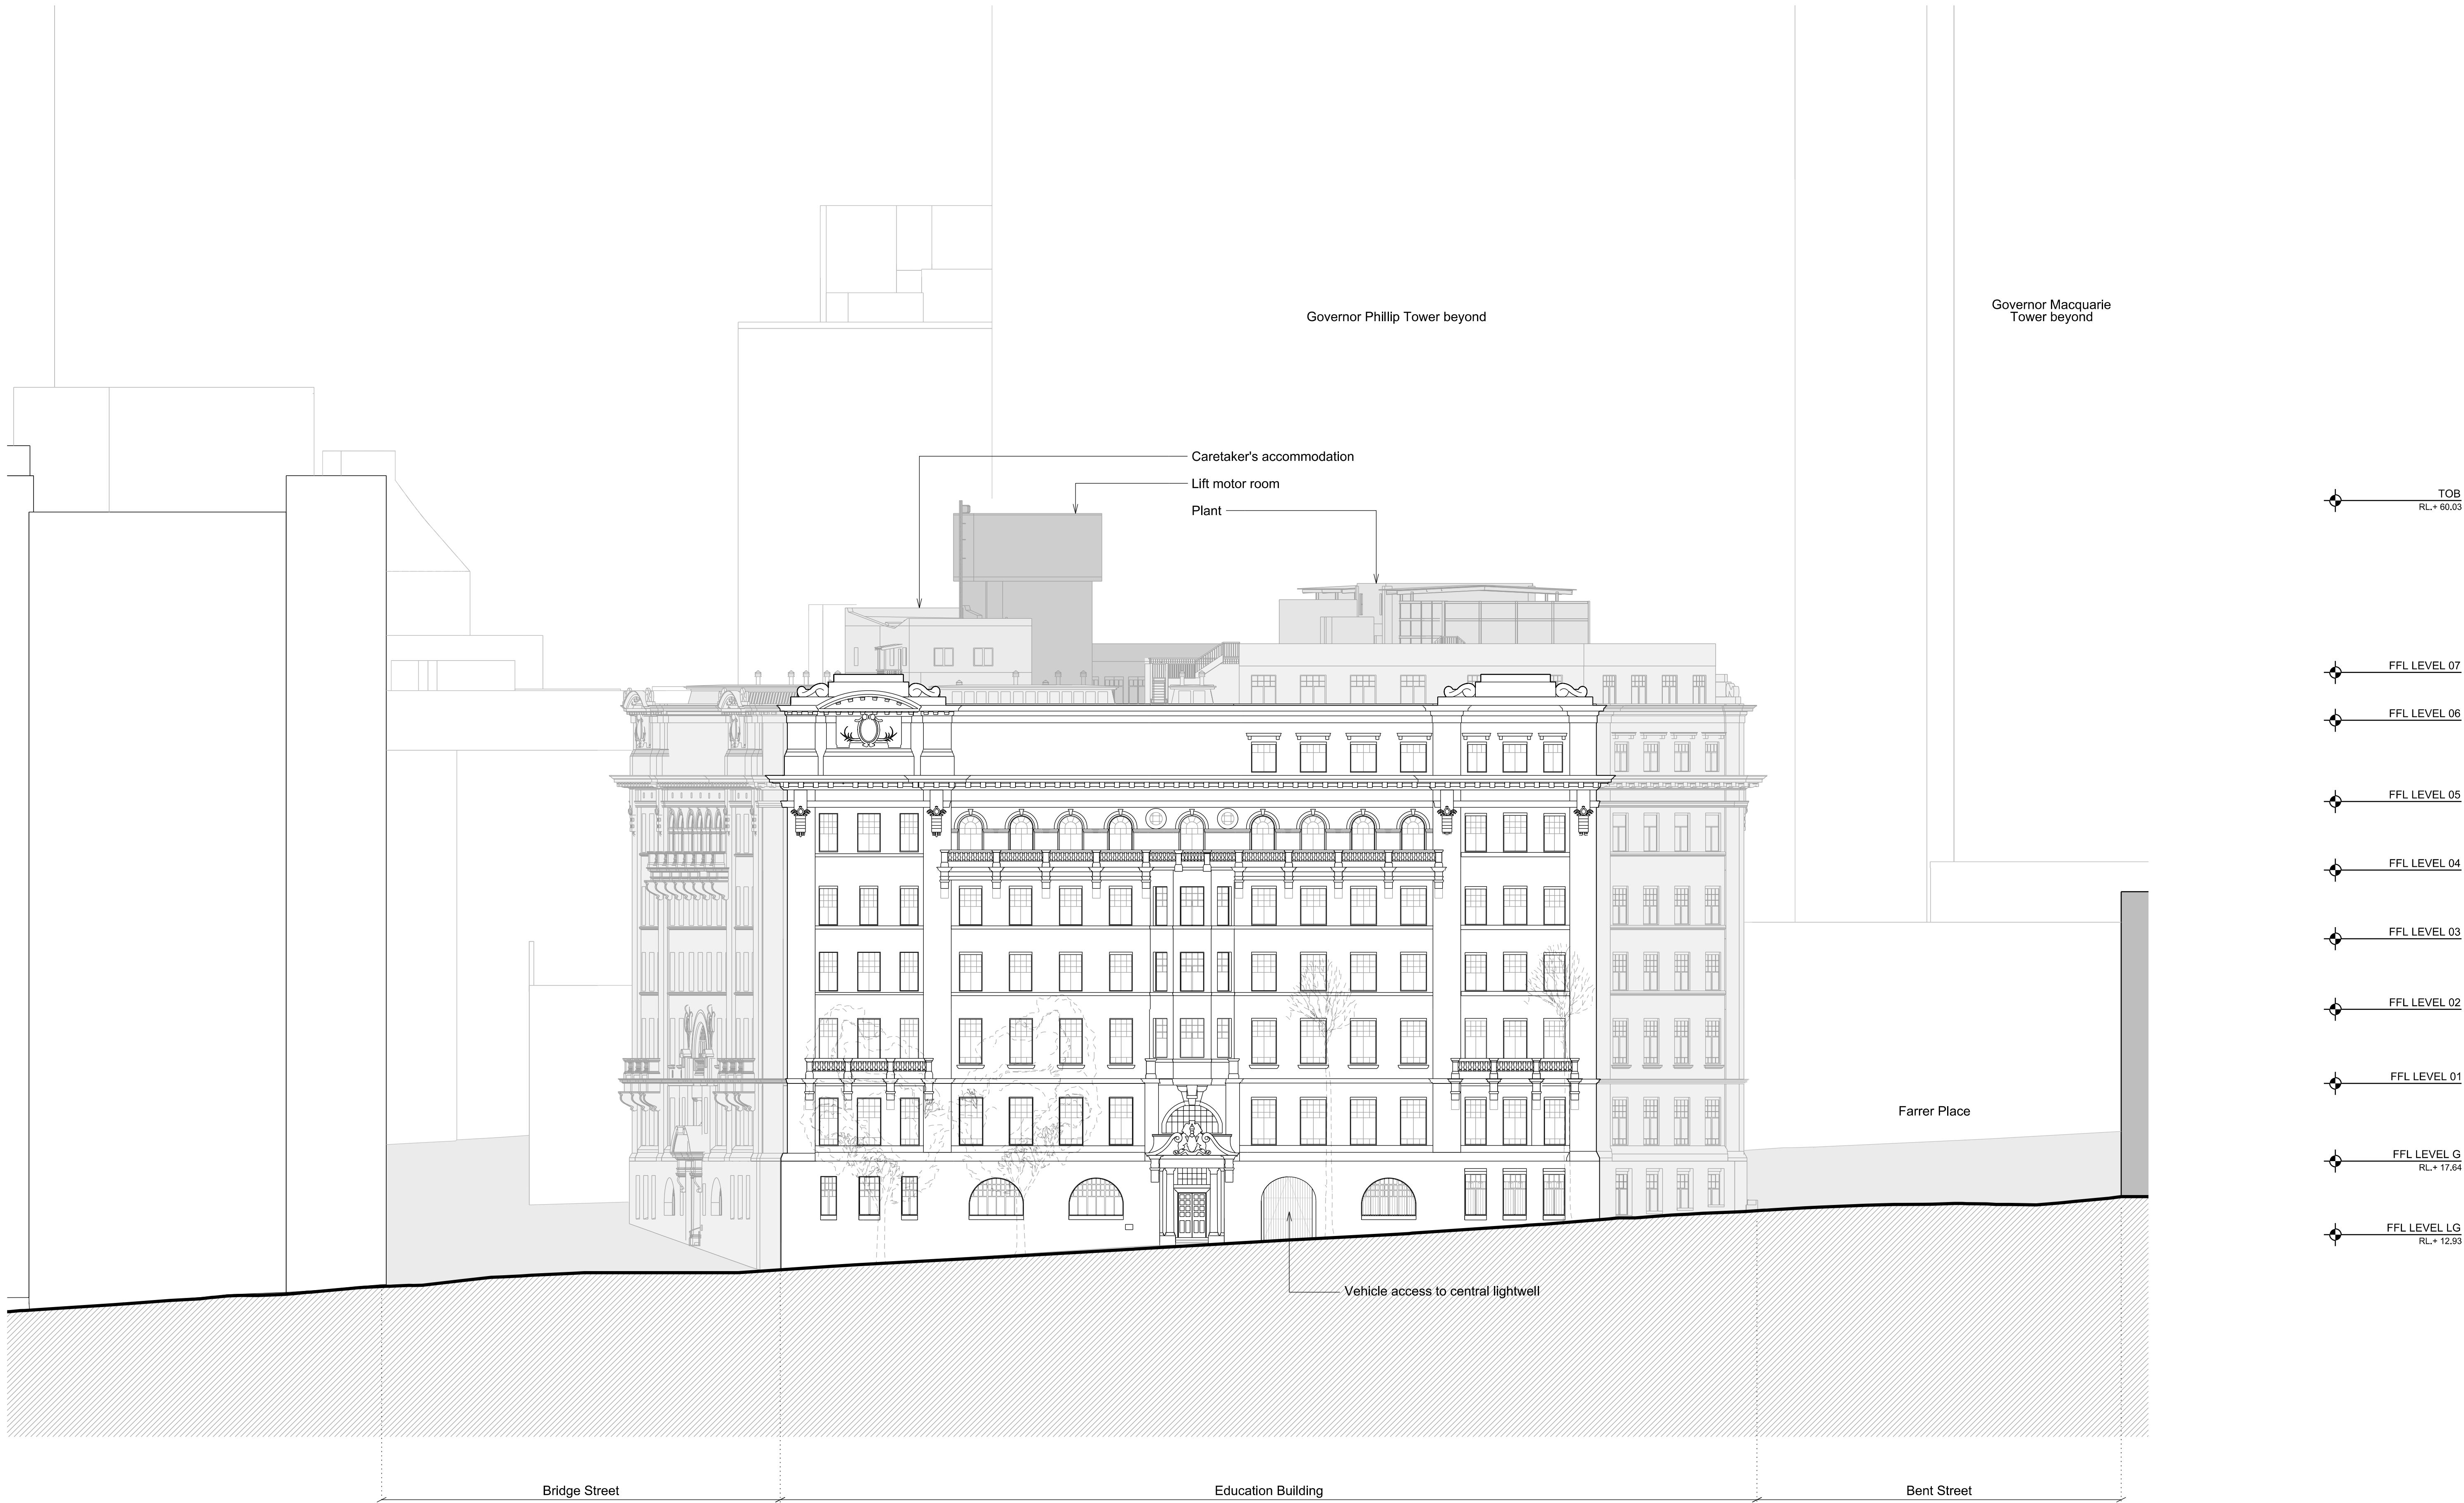 Governor Phillip Tower beyond
Governor Macquarie
Tower beyond
Caretaker's accommodation
Lift motor room
Plant
TOB
RL.+ 60.03
FFL LEVEL 07
FFL LEVEL 06
FFL LEVEL 05
FFL LEVEL 04
FFL LEVEL 03
FFL LEVEL 02
FFL LEVEL 01
Farrer Place
FFL LEVEL G
RL.+ 17.64
FFL LEVEL LG
RL.+ 12.93
Vehicle access to central lightwell
Bridge Street
Education Building
Bent Street